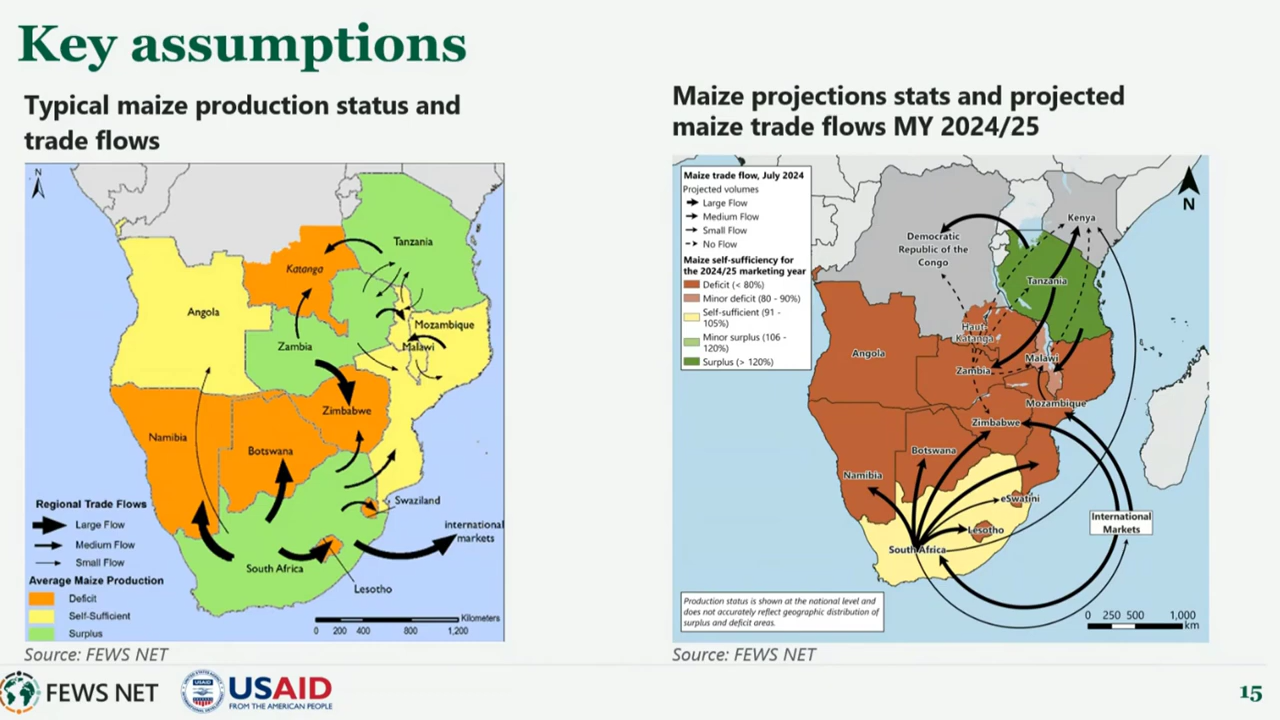 Key assumptions
Typical maize production status and
trade flows
N
Tanzania
Katanga
Angola
Mozambique
Zambia
Malawi
Zimbabwe
Namibia
Botswana
Swaziland
international
markets
South Africa
Lesotho
Regional Trade Flows
Large Flow
Medium Flow
Small Flow
Average Maize Production
Deficit
Self-Sufficient
Surplus
Kilometers
0 200 400 800 1,200
Source: FEWS NET
Maize projections stats and projected
maize trade flows MY 2024/25
Maize trade flow, July 2024
Projected volumes
Large Flow
Medium Flow
Small Flow
No Flow
Maize self-sufficiency for
the 2024/25 marketing year
Deficit (< 80%)
Minor deficit (80 - 90%)
Self-sufficient (91 -
105%)
Minor surplus (106 -
120%)
Surplus (> 120%)
N
Kenya
Democratic
Republic of the
Congo
Tanzania
Haut-
Katanga
Angola
Malawi
Zambia
Mozambique
Zimbabwe
Botswana
Namibia
eSwatini
International
Markets
Lesotho
South Africa
Production status is shown at the national level and
does not accurately reflect geographic distribution of
surplus and deficit areas.
0 250 500 1,000
km
Source: FEWS NET
FEWS NET
USAID
FROM THE AMERICAN PEOPLE
15